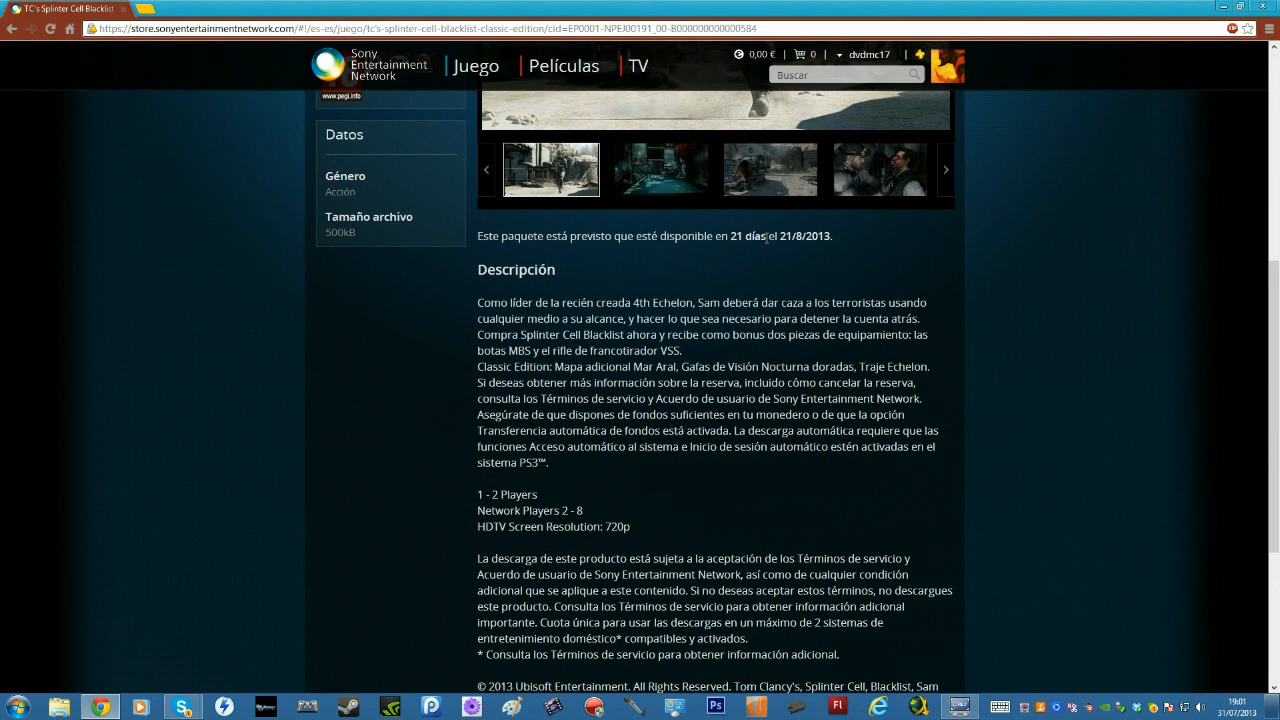 TC's Splinter Cell Blacklist
https://store.sonyentertainmentnetwork.com/#!/es-es/juego/tc's-splinter-cell-blacklist-classic-edition/cid=EP0001-NPEJ00191_00-B000000000000584
Sony
Entertainment
Network
Juego
Películas
TV
0,00 €
0
dvdmc17
Buscar
www.pegi.info
Datos
Género
Acción
Tamaño archivo
500kB
Este paquete está previsto que esté disponible en 21 días el 21/8/2013.
Descripción
Como líder de la recién creada 4th Echelon, Sam deberá dar caza a los terroristas usando
cualquier medio a su alcance, y hacer lo que sea necesario para detener la cuenta atrás.
Compra Splinter Cell Blacklist ahora y recibe como bonus dos piezas de equipamiento: las
botas MBS y el rifle de francotirador VSS.
Classic Edition: Mapa adicional Mar Aral, Gafas de Visión Nocturna doradas, Traje Echelon.
Si deseas obtener más información sobre la reserva, incluido cómo cancelar la reserva,
consulta los Términos de servicio y Acuerdo de usuario de Sony Entertainment Network.
Asegúrate de que dispones de fondos suficientes en tu monedero o de que la opción
Transferencia automática de fondos está activada. La descarga automática requiere que las
funciones Acceso automático al sistema e Inicio de sesión automático estén activadas en el
sistema PS3™.
1 - 2 Players
Network Players 2 - 8
HDTV Screen Resolution: 720p
La descarga de este producto está sujeta a la aceptación de los Términos de servicio y
Acuerdo de usuario de Sony Entertainment Network, así como de cualquier condición
adicional que se aplique a este contenido. Si no deseas aceptar estos términos, no descargues
este producto. Consulta los Términos de servicio para obtener información adicional
importante. Cuota única para usar las descargas en un máximo de 2 sistemas de
entretenimiento doméstico* compatibles y activados.
* Consulta los Términos de servicio para obtener información adicional.
© 2013 Ubisoft Entertainment. All Rights Reserved. Tom Clancy's, Splinter Cell, Blacklist, Sam
Ps
FL
19:01
31/07/2013